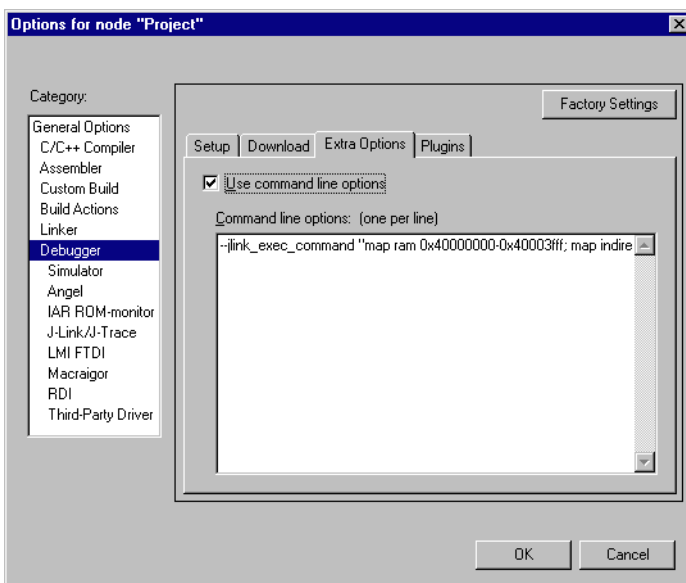 Options for node "Project"
Category:
Factory Settings
General Options
C/C++ Compiler
Assembler
Custom Build
Build Actions
Linker
Debugger
Simulator
Angel
IAR ROM-monitor
J-Link/J-Trace
LMI FTDI
Macraigor
RDI
Third-Party Driver
Setup Download Extra Options Plugins
Use command line options
Command line options: (one per line)
--jlink_exec_command "map ram 0x40000000-0x40003fff; map indire
OK Cancel